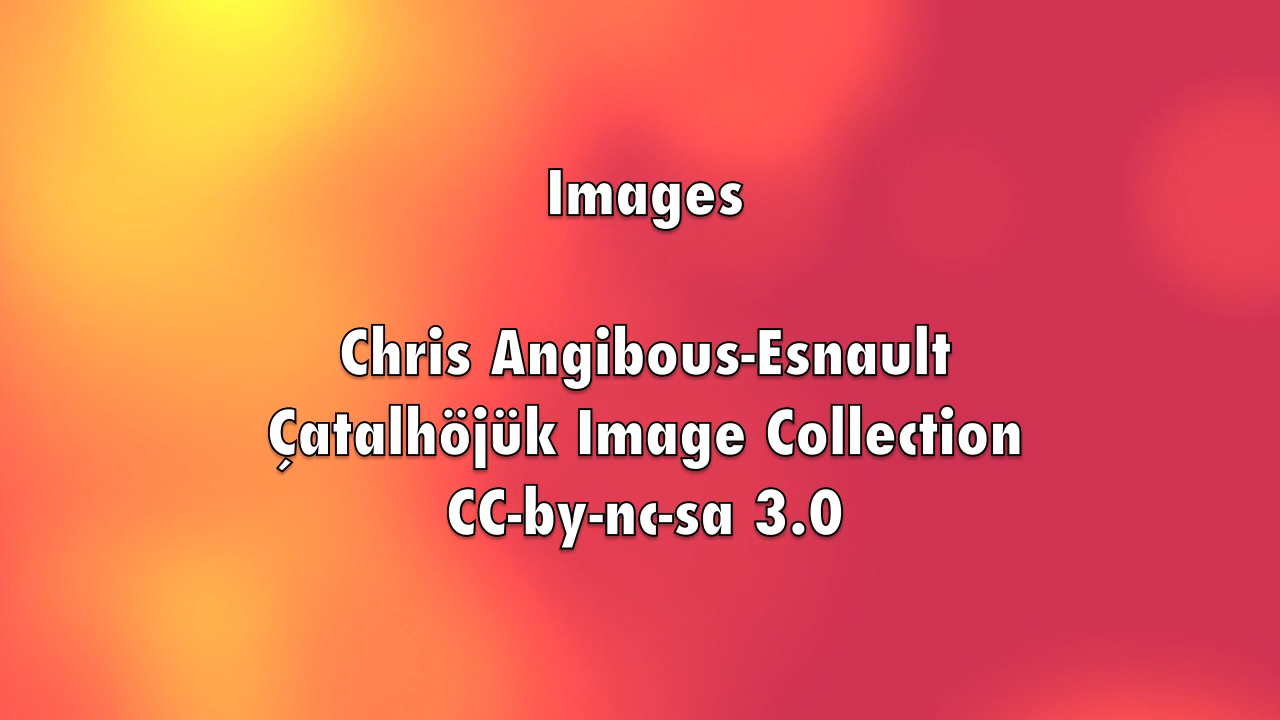 Images
Chris Angibous-Esnault
Çatalhöjük Image Collection
CC-by-nc-sa 3.0